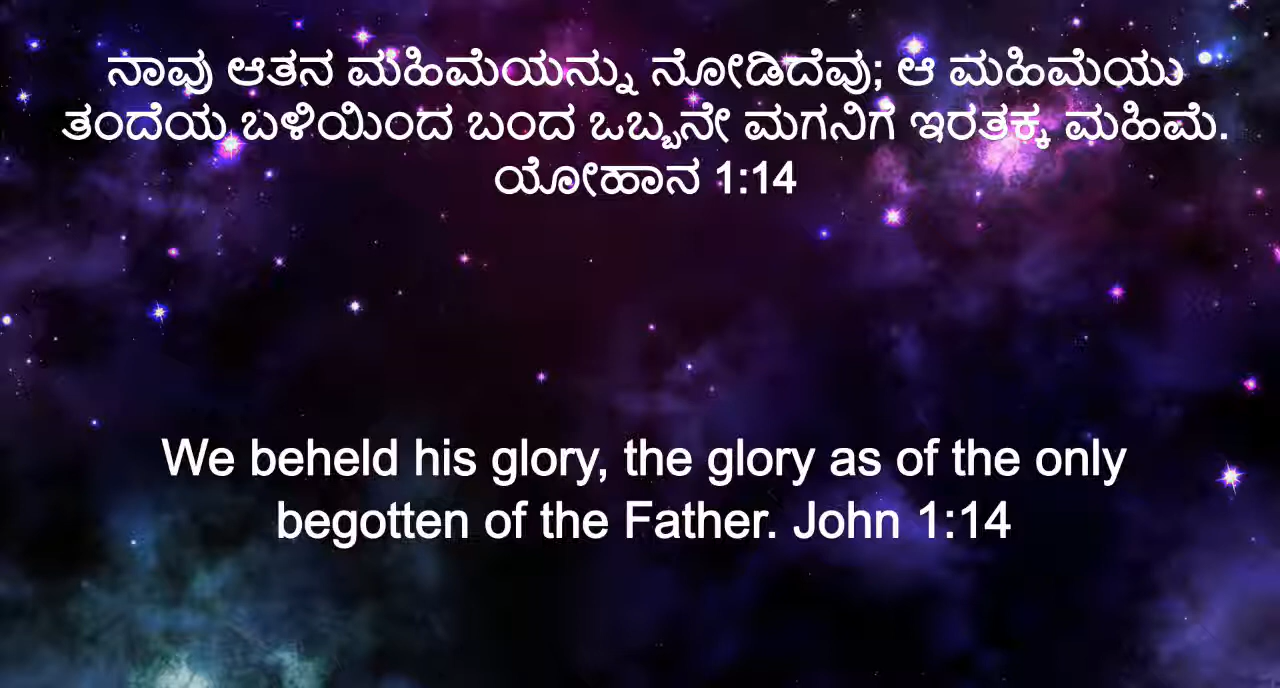 ನಾವು ಆತನ ಮಹಿಮೆಯನ್ನು ನೋಡಿದೆವು; ಆ ಮಹಿಮೆಯು
ತಂದೆಯ ಬಳಿಯಿಂದ ಬಂದ ಒಬ್ಬನೇ ಮಗನಿಗೆ ಇರತಕ್ಕ ಮಹಿಮೆ.
ಯೋಹಾನ 1:14
We beheld his glory, the glory as of the only
begotten of the Father. John 1:14